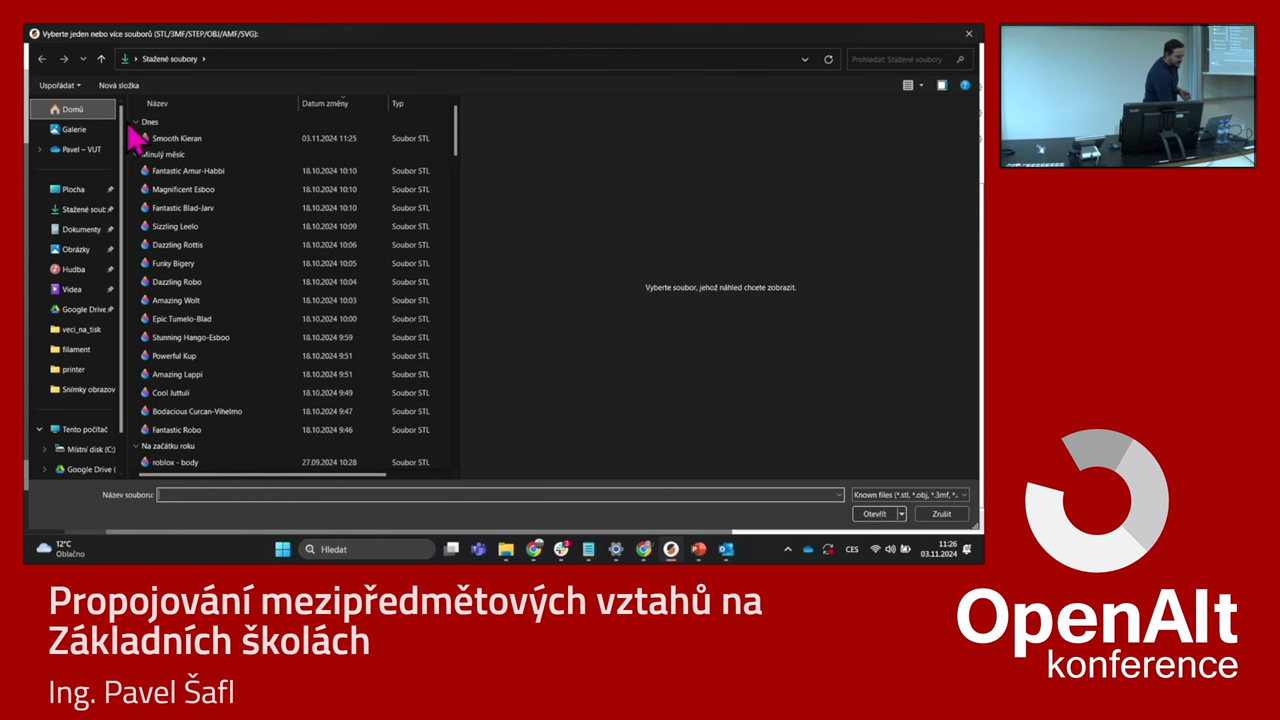 Vyberte jeden nebo více souborů (STL/3MF/STEP/OBJ/AMF/SVG):
Stažené soubory
Prohledat: Stažené soubory
Uspořádat
Nová složka
Domů
Galerie
Pavel – VUT
Plocha
Stažené soub
Dokumenty
Obrázky
Hudba
Videa
Google Drive
veci_na_tisk
filament
printer
Snímky obrazov
Tento počítač
Místní disk (C:)
Google Drive (
Název Datum změny Typ
Dnes
Smooth Kieran 03.11.2024 11:25 Soubor STL
Minulý měsíc
Fantastic Amur-Habbi 18.10.2024 10:10 Soubor STL
Magnificent Esboo 18.10.2024 10:10 Soubor STL
Fantastic Blad-Jarv 18.10.2024 10:10 Soubor STL
Sizzling Leelo 18.10.2024 10:09 Soubor STL
Dazzling Rottis 18.10.2024 10:06 Soubor STL
Funky Bigery 18.10.2024 10:05 Soubor STL
Dazzling Robo 18.10.2024 10:04 Soubor STL
Amazing Wolt 18.10.2024 10:03 Soubor STL
Epic Tumelo-Blad 18.10.2024 10:00 Soubor STL
Stunning Hango-Esboo 18.10.2024 9:59 Soubor STL
Powerful Kup 18.10.2024 9:51 Soubor STL
Amazing Lappi 18.10.2024 9:51 Soubor STL
Cool Juttuli 18.10.2024 9:49 Soubor STL
Bodacious Curcan-Vihelmo 18.10.2024 9:47 Soubor STL
Fantastic Robo 18.10.2024 9:46 Soubor STL
Na začátku roku
roblox - body 27.09.2024 10:28 Soubor STL
Vyberte soubor, jehož náhled chcete zobrazit.
Název souboru:
Known files (*.stl, *.obj, *.3mf, *.
Otevřít
Zrušit
12°C
Oblačno
Hledat
CES
11:26
03.11.2024
Propojování mezipředmětových vztahů na
Základních školách
Ing. Pavel Šafl
OpenAlt
konference